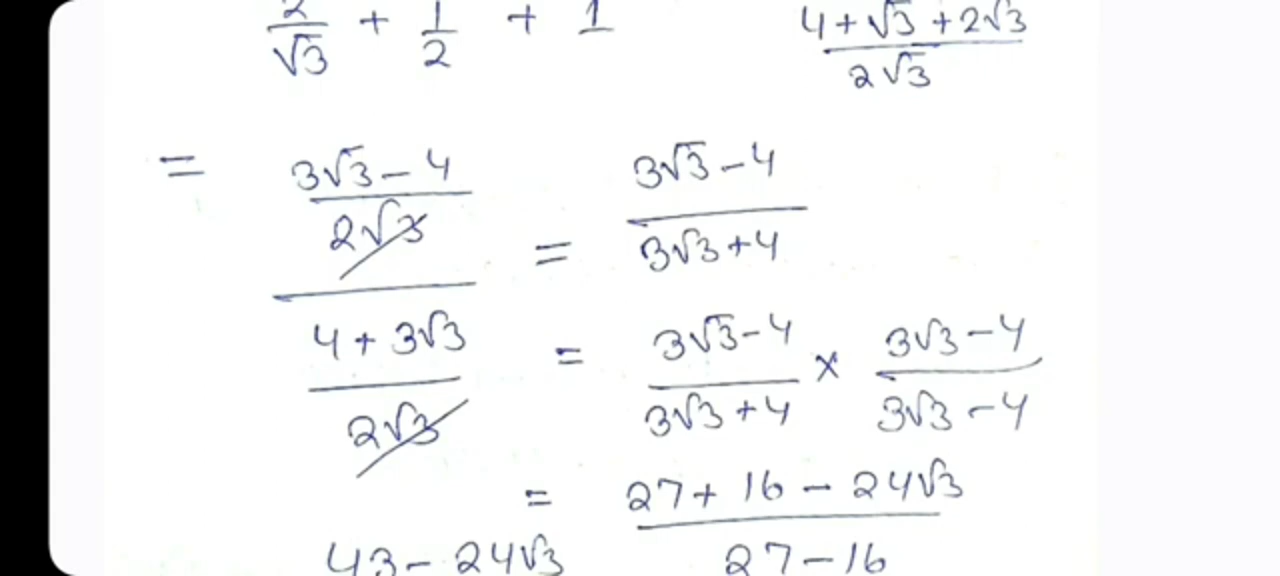 2/√3 + 1/2 + 1
(4+√3+2√3)/(2√3)
= ((3√3-4)/(2√3))/((4+3√3)/(2√3)) = (3√3-4)/(3√3+4)
= (3√3-4)/(3√3+4) × (3√3-4)/(3√3-4)
= (27+16-24√3)/(27-16)
43-24√3